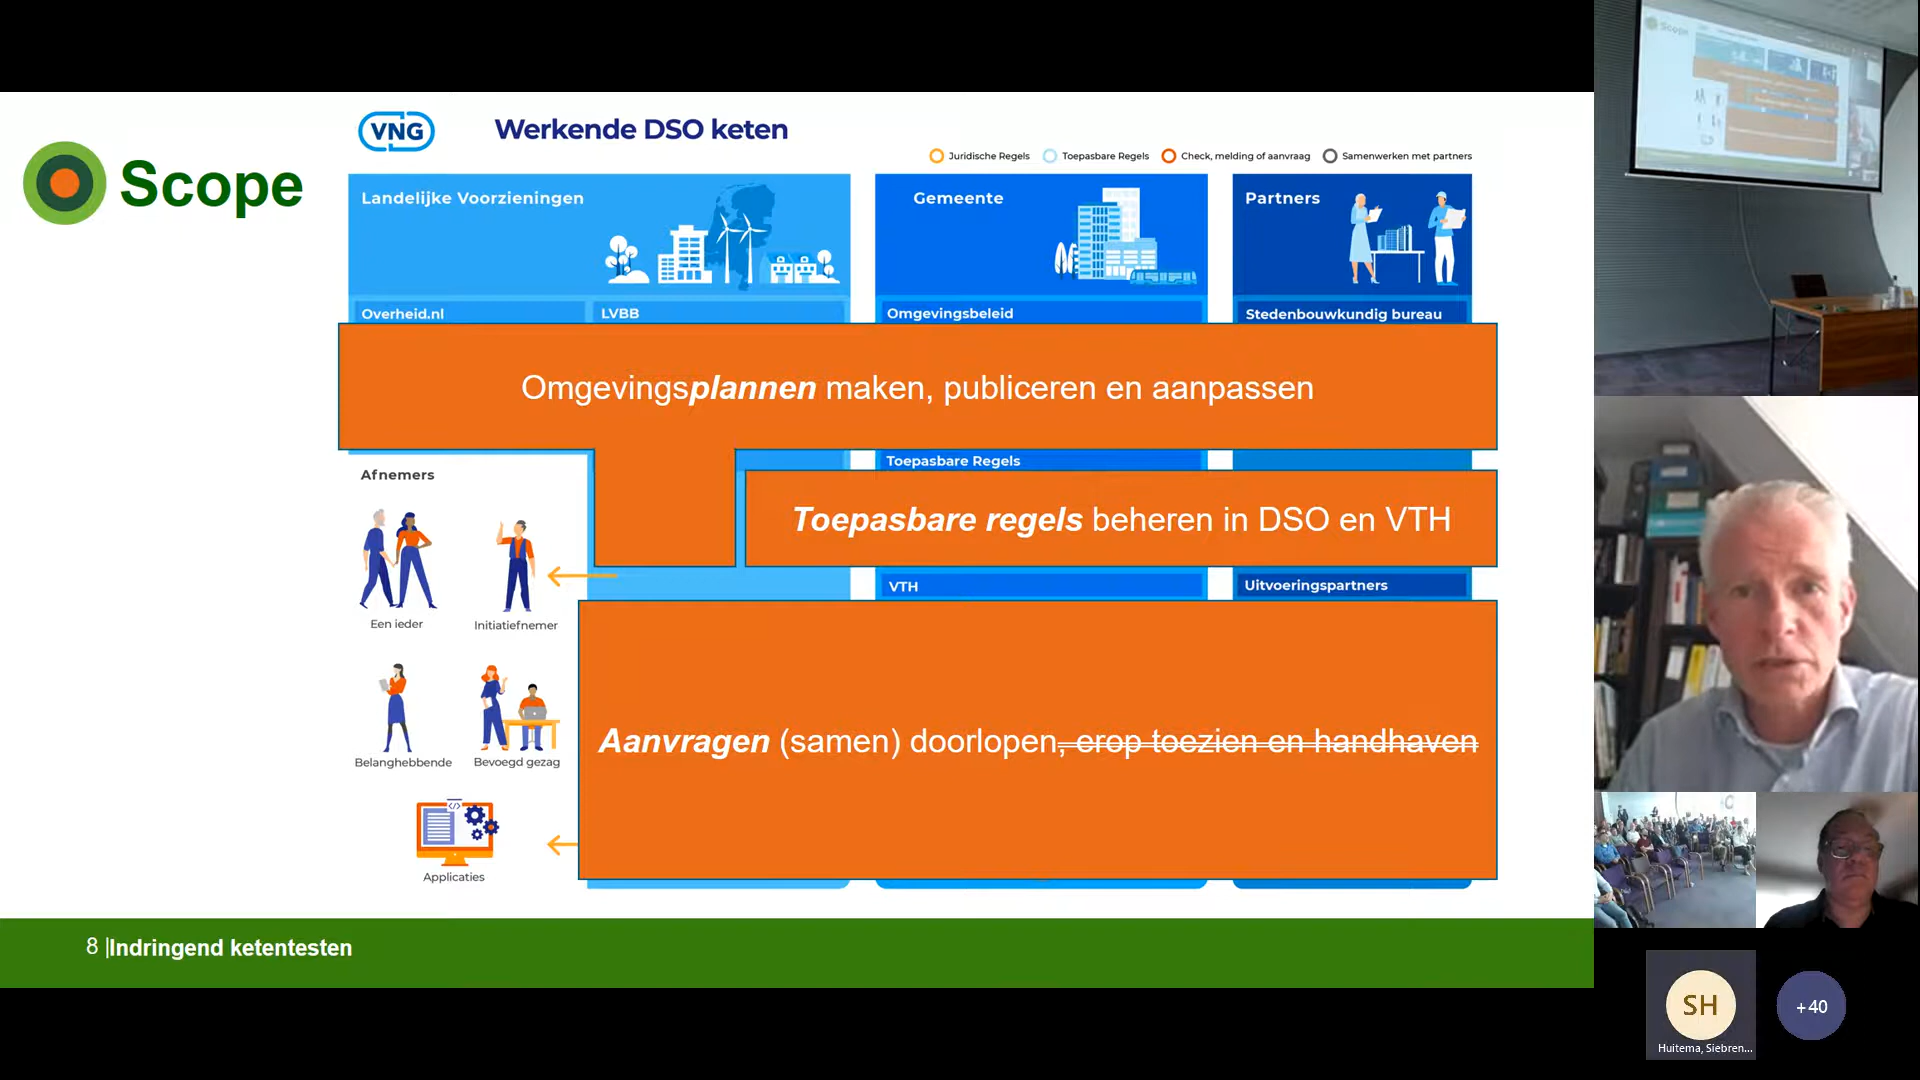 Scope
VNG
Werkende DSO keten
Juridische Regels
Toepasbare Regels
Check, melding of aanvraag
Samenwerken met partners
Landelijke Voorzieningen
Gemeente
Partners
Overheid.nl
LVBB
Omgevingsbeleid
Stedenbouwkundig bureau
Omgevingsplannen maken, publiceren en aanpassen
Toepasbare Regels
Afnemers
Toepasbare regels beheren in DSO en VTH
VTH
Uitvoeringspartners
Een ieder
Initiatiefnemer
Aanvragen (samen) doorlopen, erop toezien en handhaven
Belanghebbende
Bevoegd gezag
</>
Applicaties
8 |Indringend ketentesten
Scope
SH
Huitema, Siebren...
+40